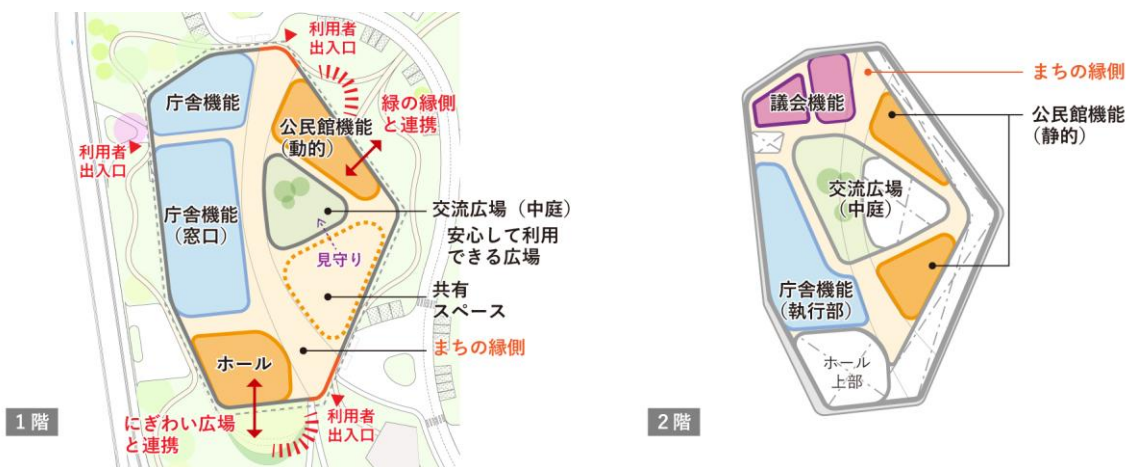 利用者
出入口
庁舎機能
公民館機能
(動的)
緑の縁側
と連携
利用者
出入口
庁舎機能
(窓口)
交流広場(中庭)
安心して利用
できる広場
見守り
共有
スペース
まちの縁側
ホール
にぎわい広場
と連携
利用者
出入口
1階
まちの縁側
議会機能
公民館機能
(静的)
交流広場
(中庭)
庁舎機能
(執行部)
ホール
上部
2階